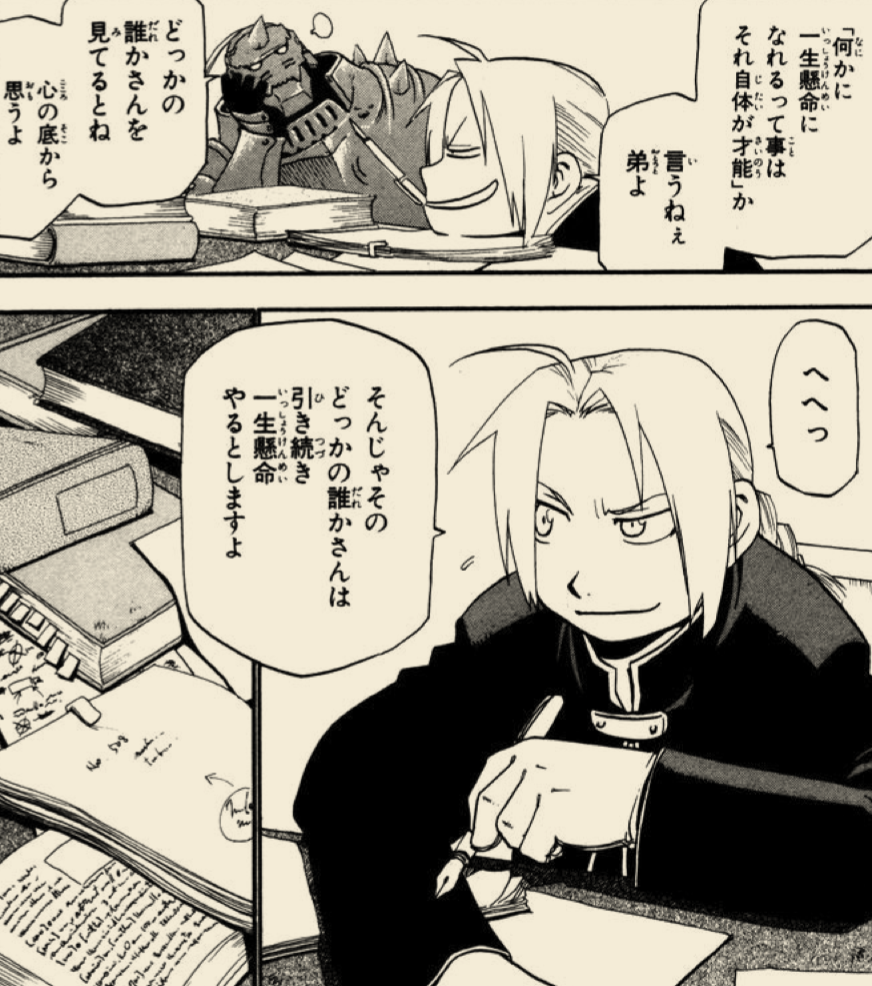 「何かに
一生懸命に
なれるって事は
それ自体が才能」か
言うねぇ
弟よ
どっかの
誰かさんを
見てるとね
心の底から
思うよ
へへっ
そんじゃその
どっかの誰かさんは
引き続き
一生懸命
やるとしますよ